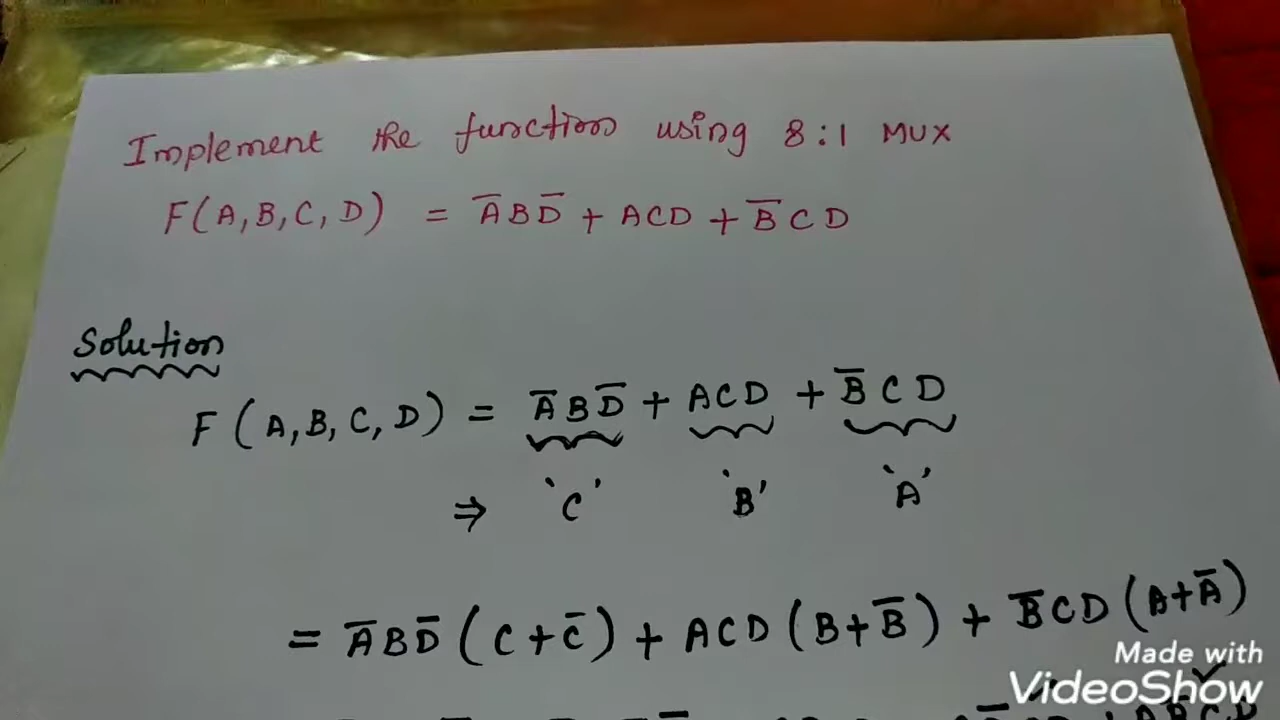 Implement the function using 8:1 MUX
F(A,B,C,D) = A̅BD̅ + ACD + B̅CD
Solution
F(A,B,C,D) = A̅BD̅ + ACD + B̅CD
⇒ 'C' 'B' 'A'
= A̅BD̅(C+C̅) + ACD(B+B̅) + B̅CD(A+A̅)
Made with
VideoShow